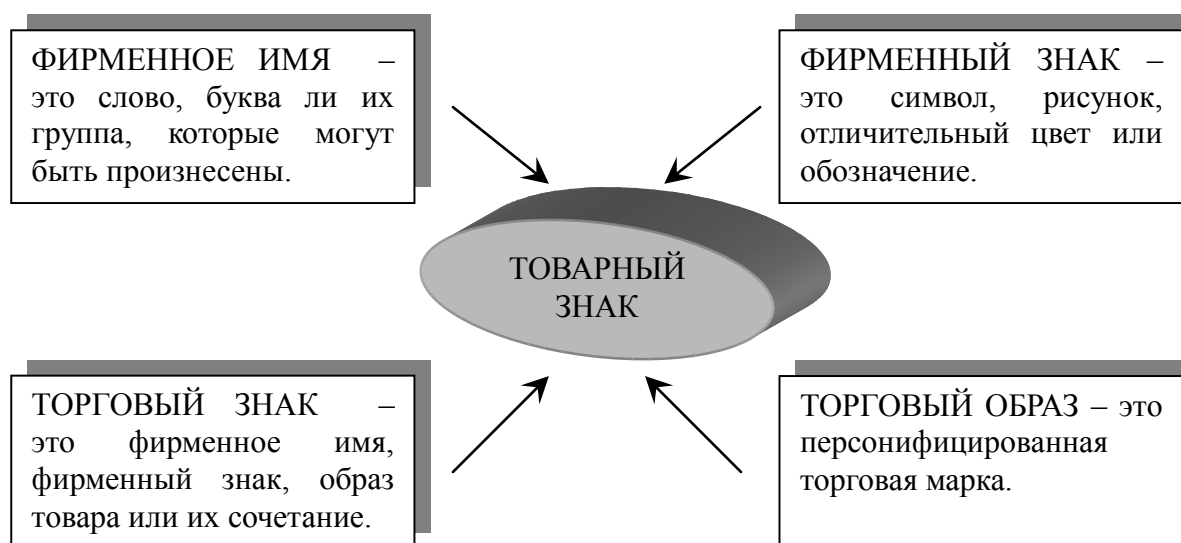 ФИРМЕННОЕ ИМЯ –
это слово, буква ли их
группа, которые могут
быть произнесены.
ФИРМЕННЫЙ ЗНАК –
это символ, рисунок,
отличительный цвет или
обозначение.
ТОВАРНЫЙ
ЗНАК
ТОРГОВЫЙ ЗНАК –
это фирменное имя,
фирменный знак, образ
товара или их сочетание.
ТОРГОВЫЙ ОБРАЗ – это
персонифицированная
торговая марка.